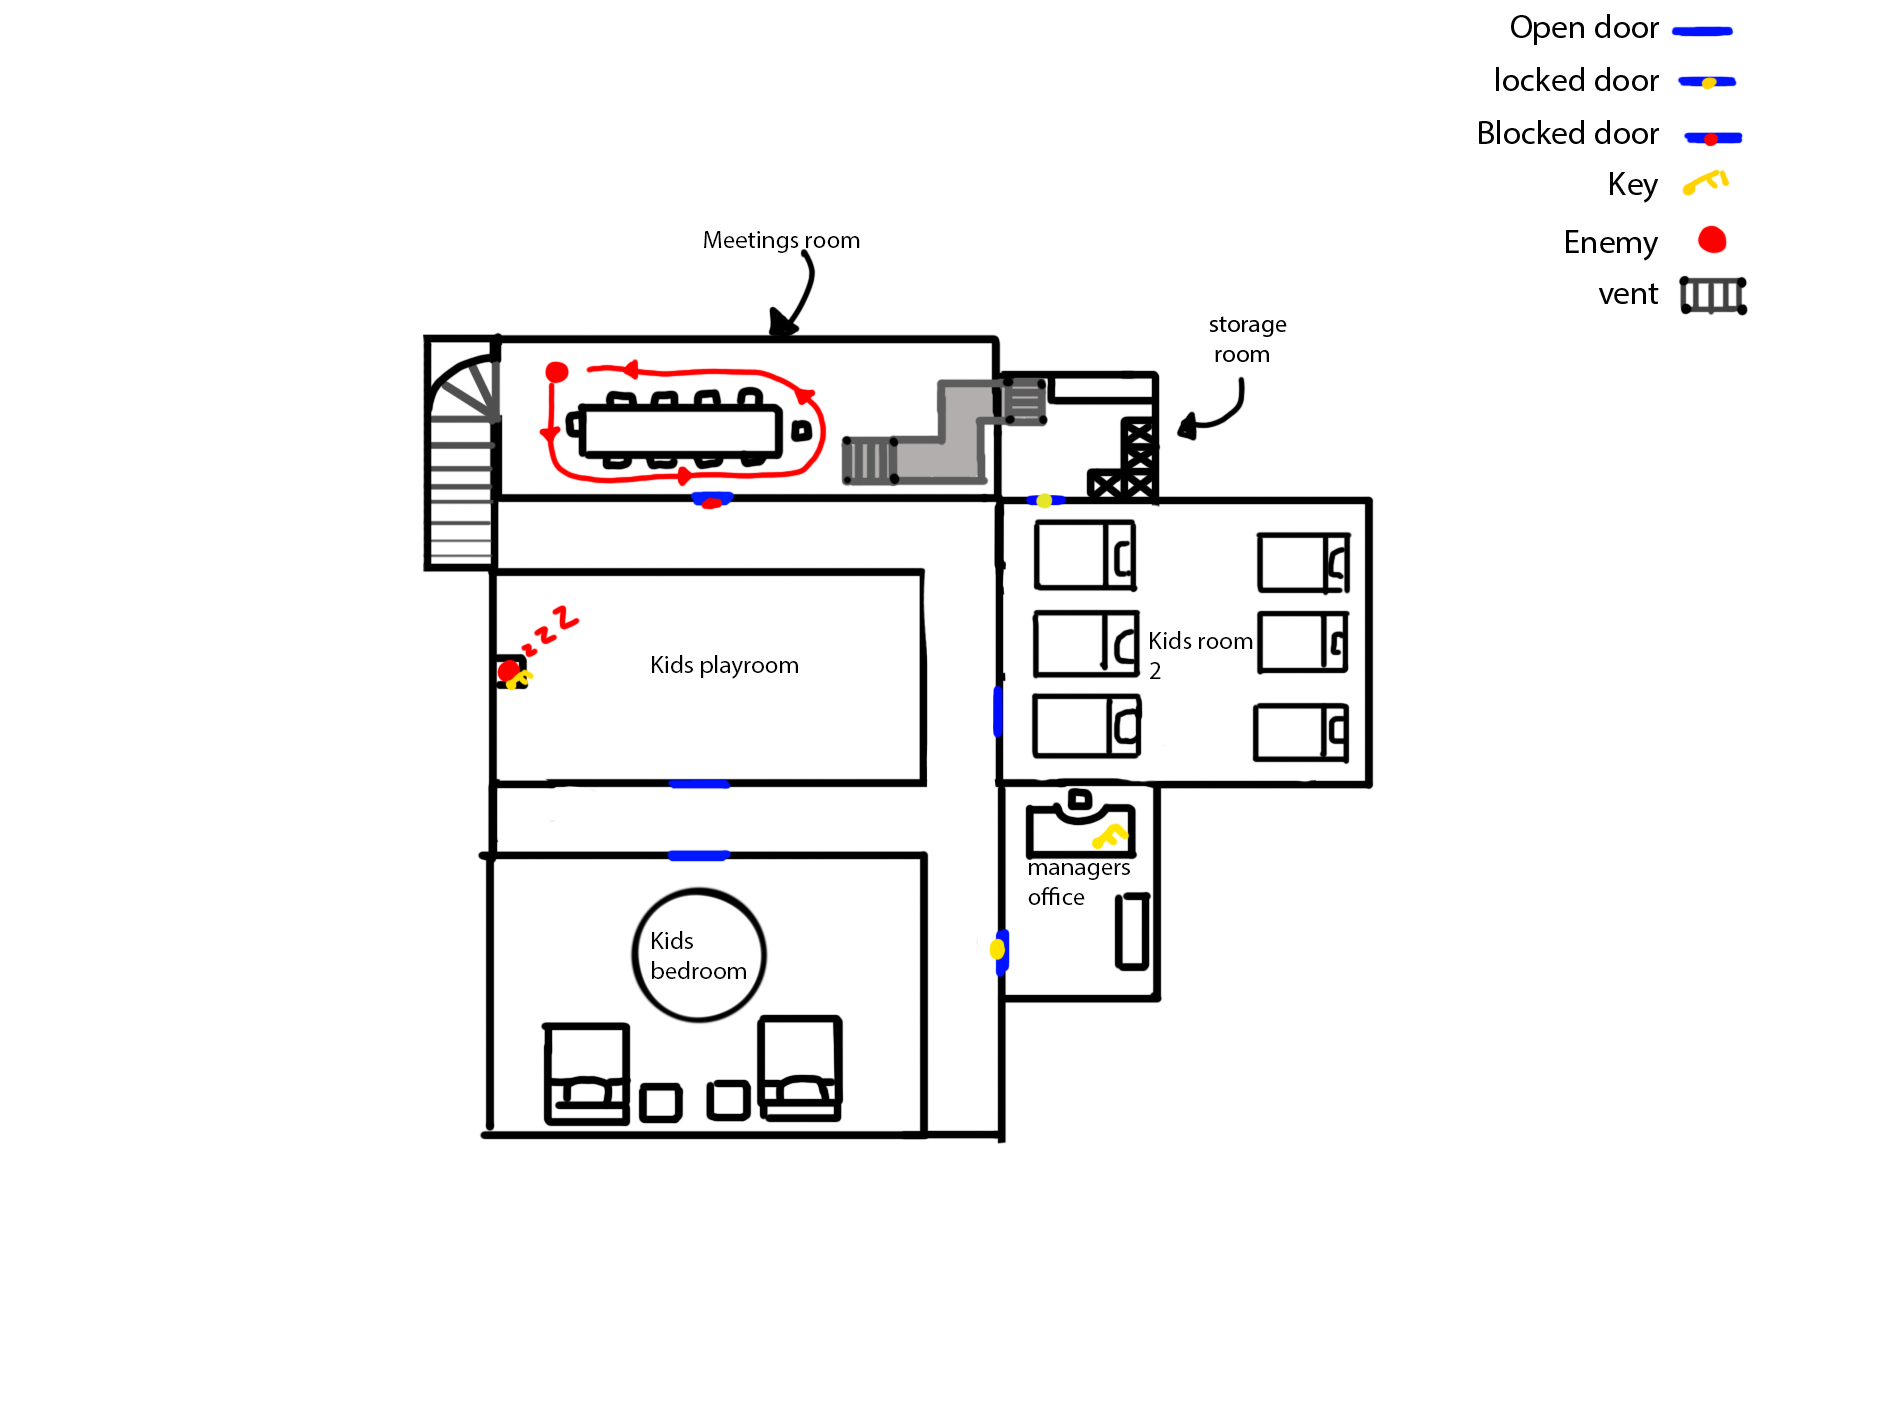 Open door
locked door
Blocked door
Key
Enemy
vent
Meetings room
storage
room
z z Z
Kids playroom
Kids room
2
managers
office
Kids
bedroom